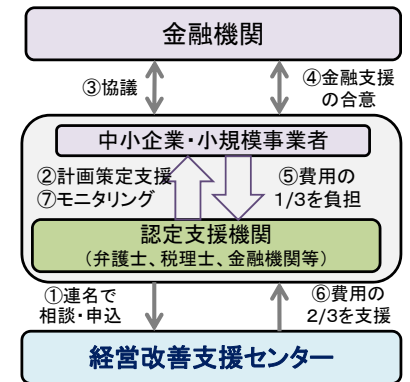 金融機関
③協議
④金融支援
の合意
中小企業・小規模事業者
②計画策定支援
⑦モニタリング
⑤費用の
1/3を負担
認定支援機関
（弁護士、税理士、金融機関等）
①連名で
相談・申込
⑥費用の
2/3を支援
経営改善支援センター